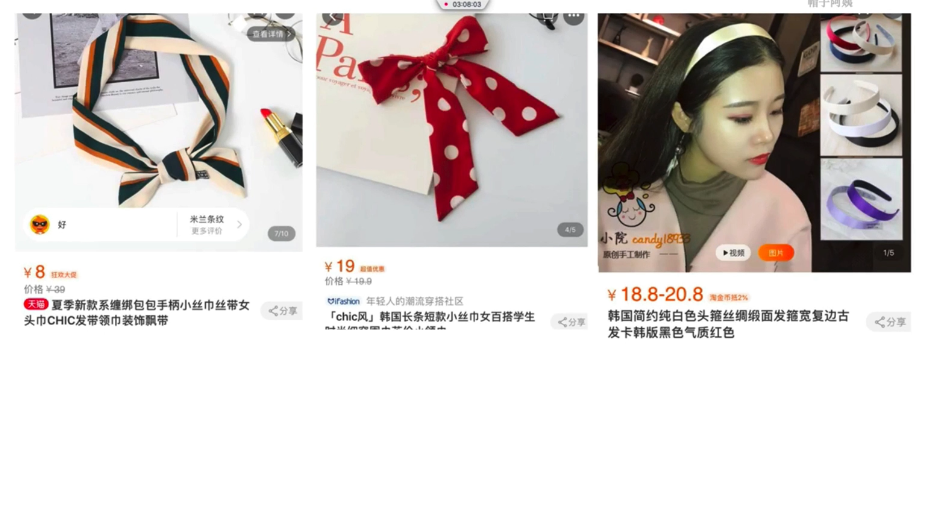 03:08:03
查看详情
好
米兰条纹
更多评价
7/10
¥8 狂欢大促
价格 ¥39
天猫 夏季新款系缠绑包包手柄小丝巾丝带女
头巾CHIC发带领巾装饰飘带
分享
4/5
¥19 超值优惠
价格 ¥19.9
iFashion 年轻人的潮流穿搭社区
「chic风」韩国长条短款小丝巾女百搭学生
分享
小院 candy18933
原创手工制作
视频
图片
1/5
¥18.8-20.8 淘金币抵2%
韩国简约纯白色头箍丝绸缎面发箍宽复边古
发卡韩版黑色气质红色
分享